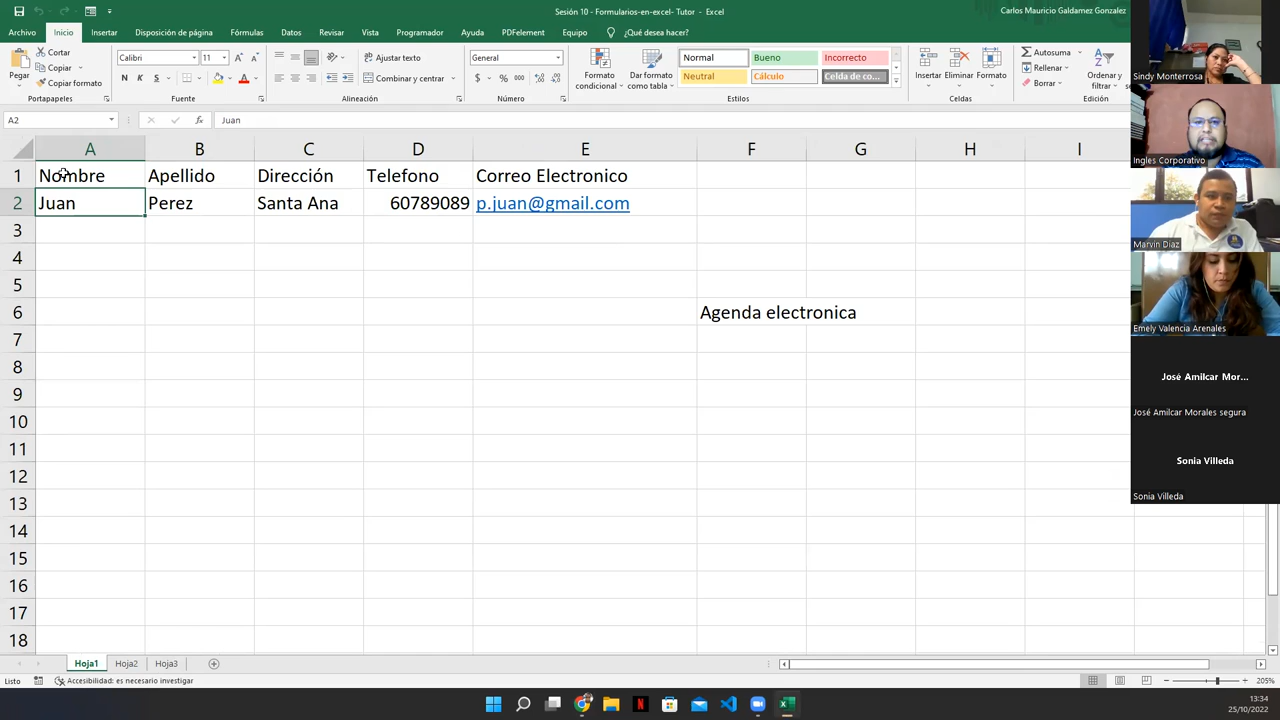 Sesión 10 - Formularios-en-excel- Tutor - Excel
Carlos Mauricio Galdamez Gonzalez
Archivo Inicio Insertar Disposición de página Fórmulas Datos Revisar Vista Programador Ayuda PDFelement Equipo ¿Qué desea hacer?
Pegar
Cortar
Copiar
Copiar formato
Portapapeles
Calibri 11
N K S
Fuente
Ajustar texto
Combinar y centrar
Alineación
General
$ % 000
Número
Formato condicional
Dar formato como tabla
Normal Bueno Incorrecto
Neutral Cálculo Celda de co...
Estilos
Insertar Eliminar Formato
Celdas
Autosuma
Rellenar
Borrar
Ordenar y filtrar
Edición
A2 fx Juan
A B C D E F G H I
1 Nombre Apellido Dirección Telefono Correo Electronico
2 Juan Perez Santa Ana 60789089 p.juan@gmail.com
3
4
5
6 Agenda electronica
7
8
9
10
11
12
13
14
15
16
17
18
Hoja1 Hoja2 Hoja3
Listo Accesibilidad: es necesario investigar
205%
13:34
25/10/2022
Sindy Monterrosa
Ingles Corporativo
Marvin Diaz
Emely Valencia Arenales
José Amilcar Mor...
José Amilcar Morales segura
Sonia Villeda
Sonia Villeda